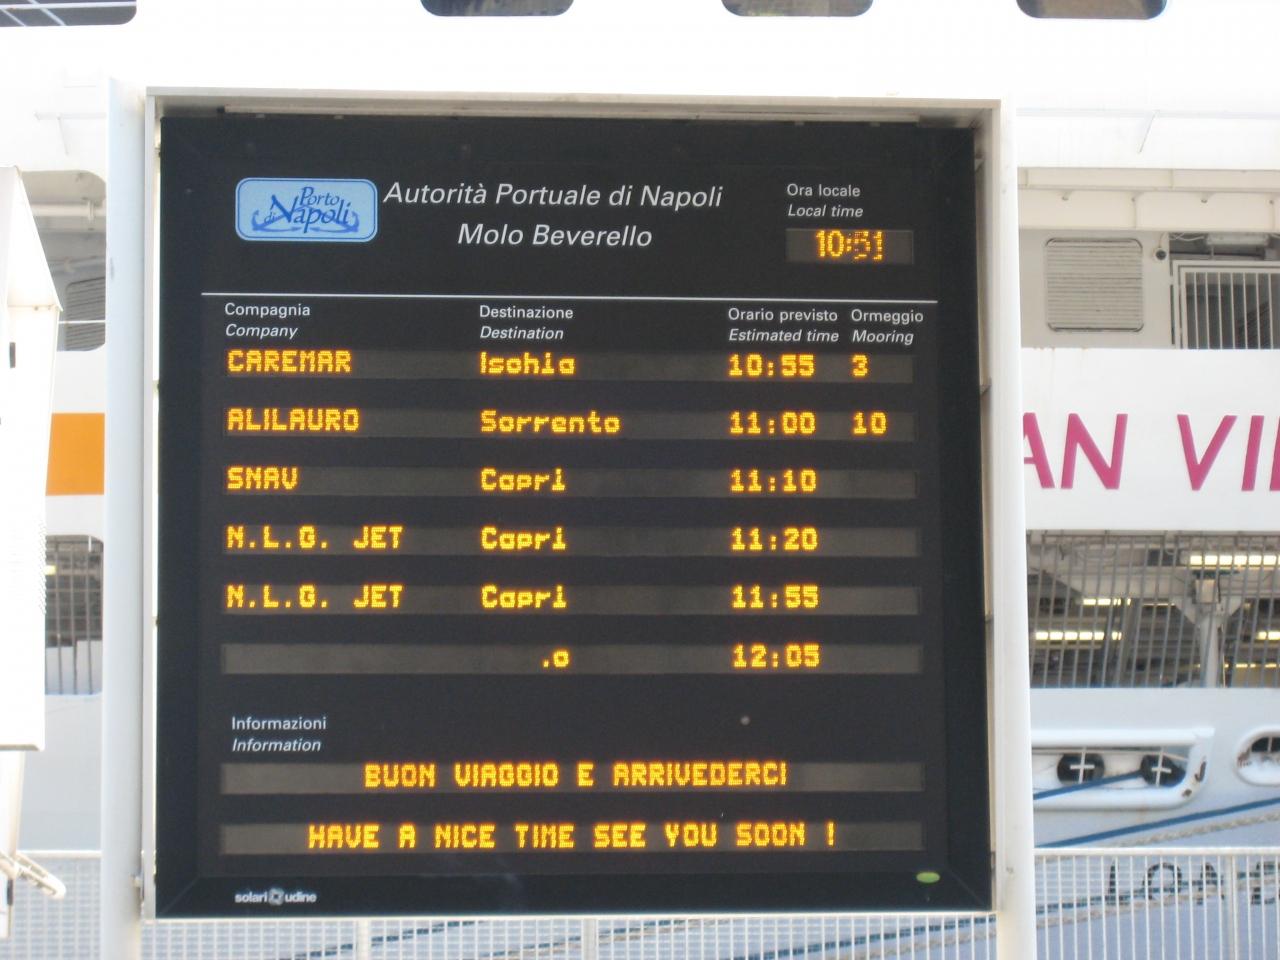 Porto di Napoli
Autorità Portuale di Napoli
Molo Beverello
Ora locale
Local time
10:51
Compagnia Destinazione Orario previsto Ormeggio
Company Destination Estimated time Mooring
CAREMAR Ischia 10:55 3
ALILAURO Sorrento 11:00 10
SNAV Capri 11:10
N.L.G. JET Capri 11:20
N.L.G. JET Capri 11:55
.o 12:05
Informazioni
Information
BUON VIAGGIO E ARRIVEDERCI
HAVE A NICE TIME SEE YOU SOON !
solari udine
AN VI